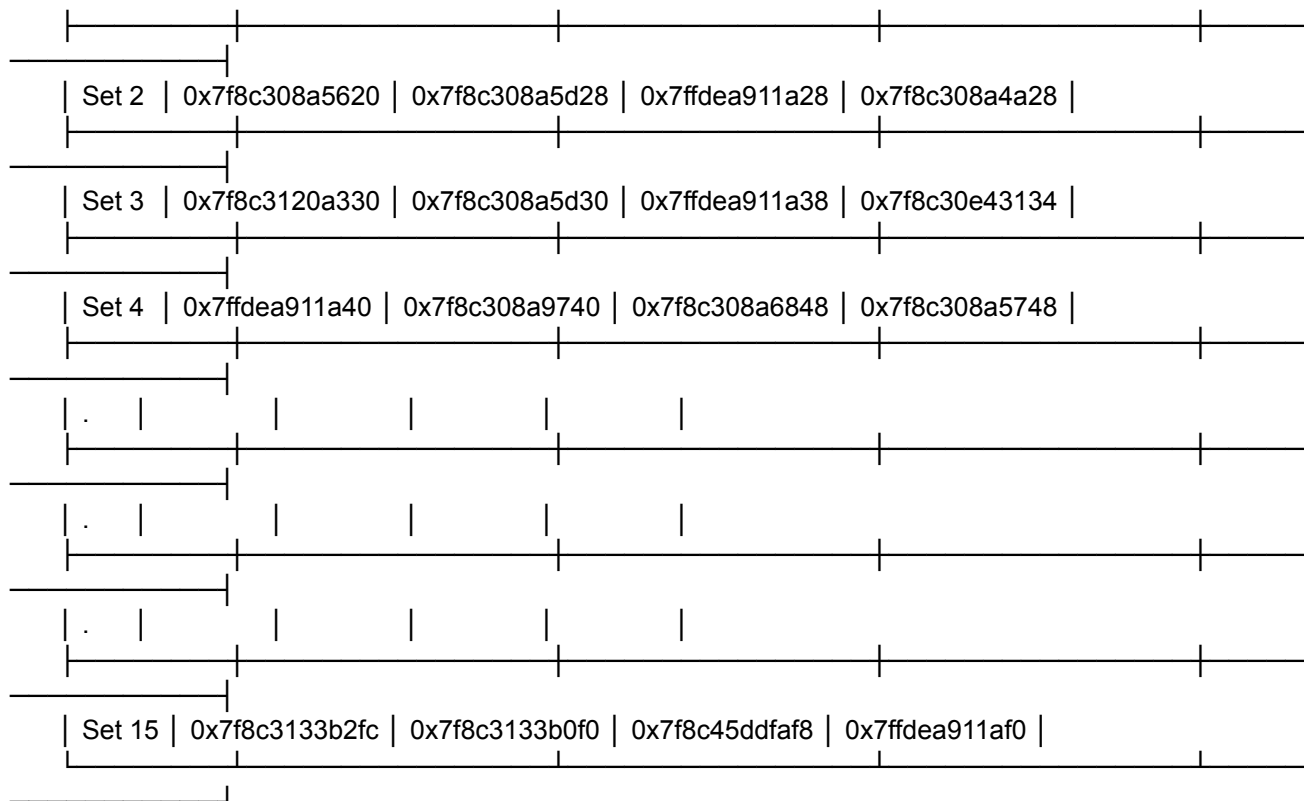 | Set 2 | 0x7f8c308a5620 | 0x7f8c308a5d28 | 0x7ffdea911a28 | 0x7f8c308a4a28 |
| Set 3 | 0x7f8c3120a330 | 0x7f8c308a5d30 | 0x7ffdea911a38 | 0x7f8c30e43134 |
| Set 4 | 0x7ffdea911a40 | 0x7f8c308a9740 | 0x7f8c308a6848 | 0x7f8c308a5748 |
| . | | | | |
| . | | | | |
| . | | | | |
| Set 15 | 0x7f8c3133b2fc | 0x7f8c3133b0f0 | 0x7f8c45ddfaf8 | 0x7ffdea911af0 |